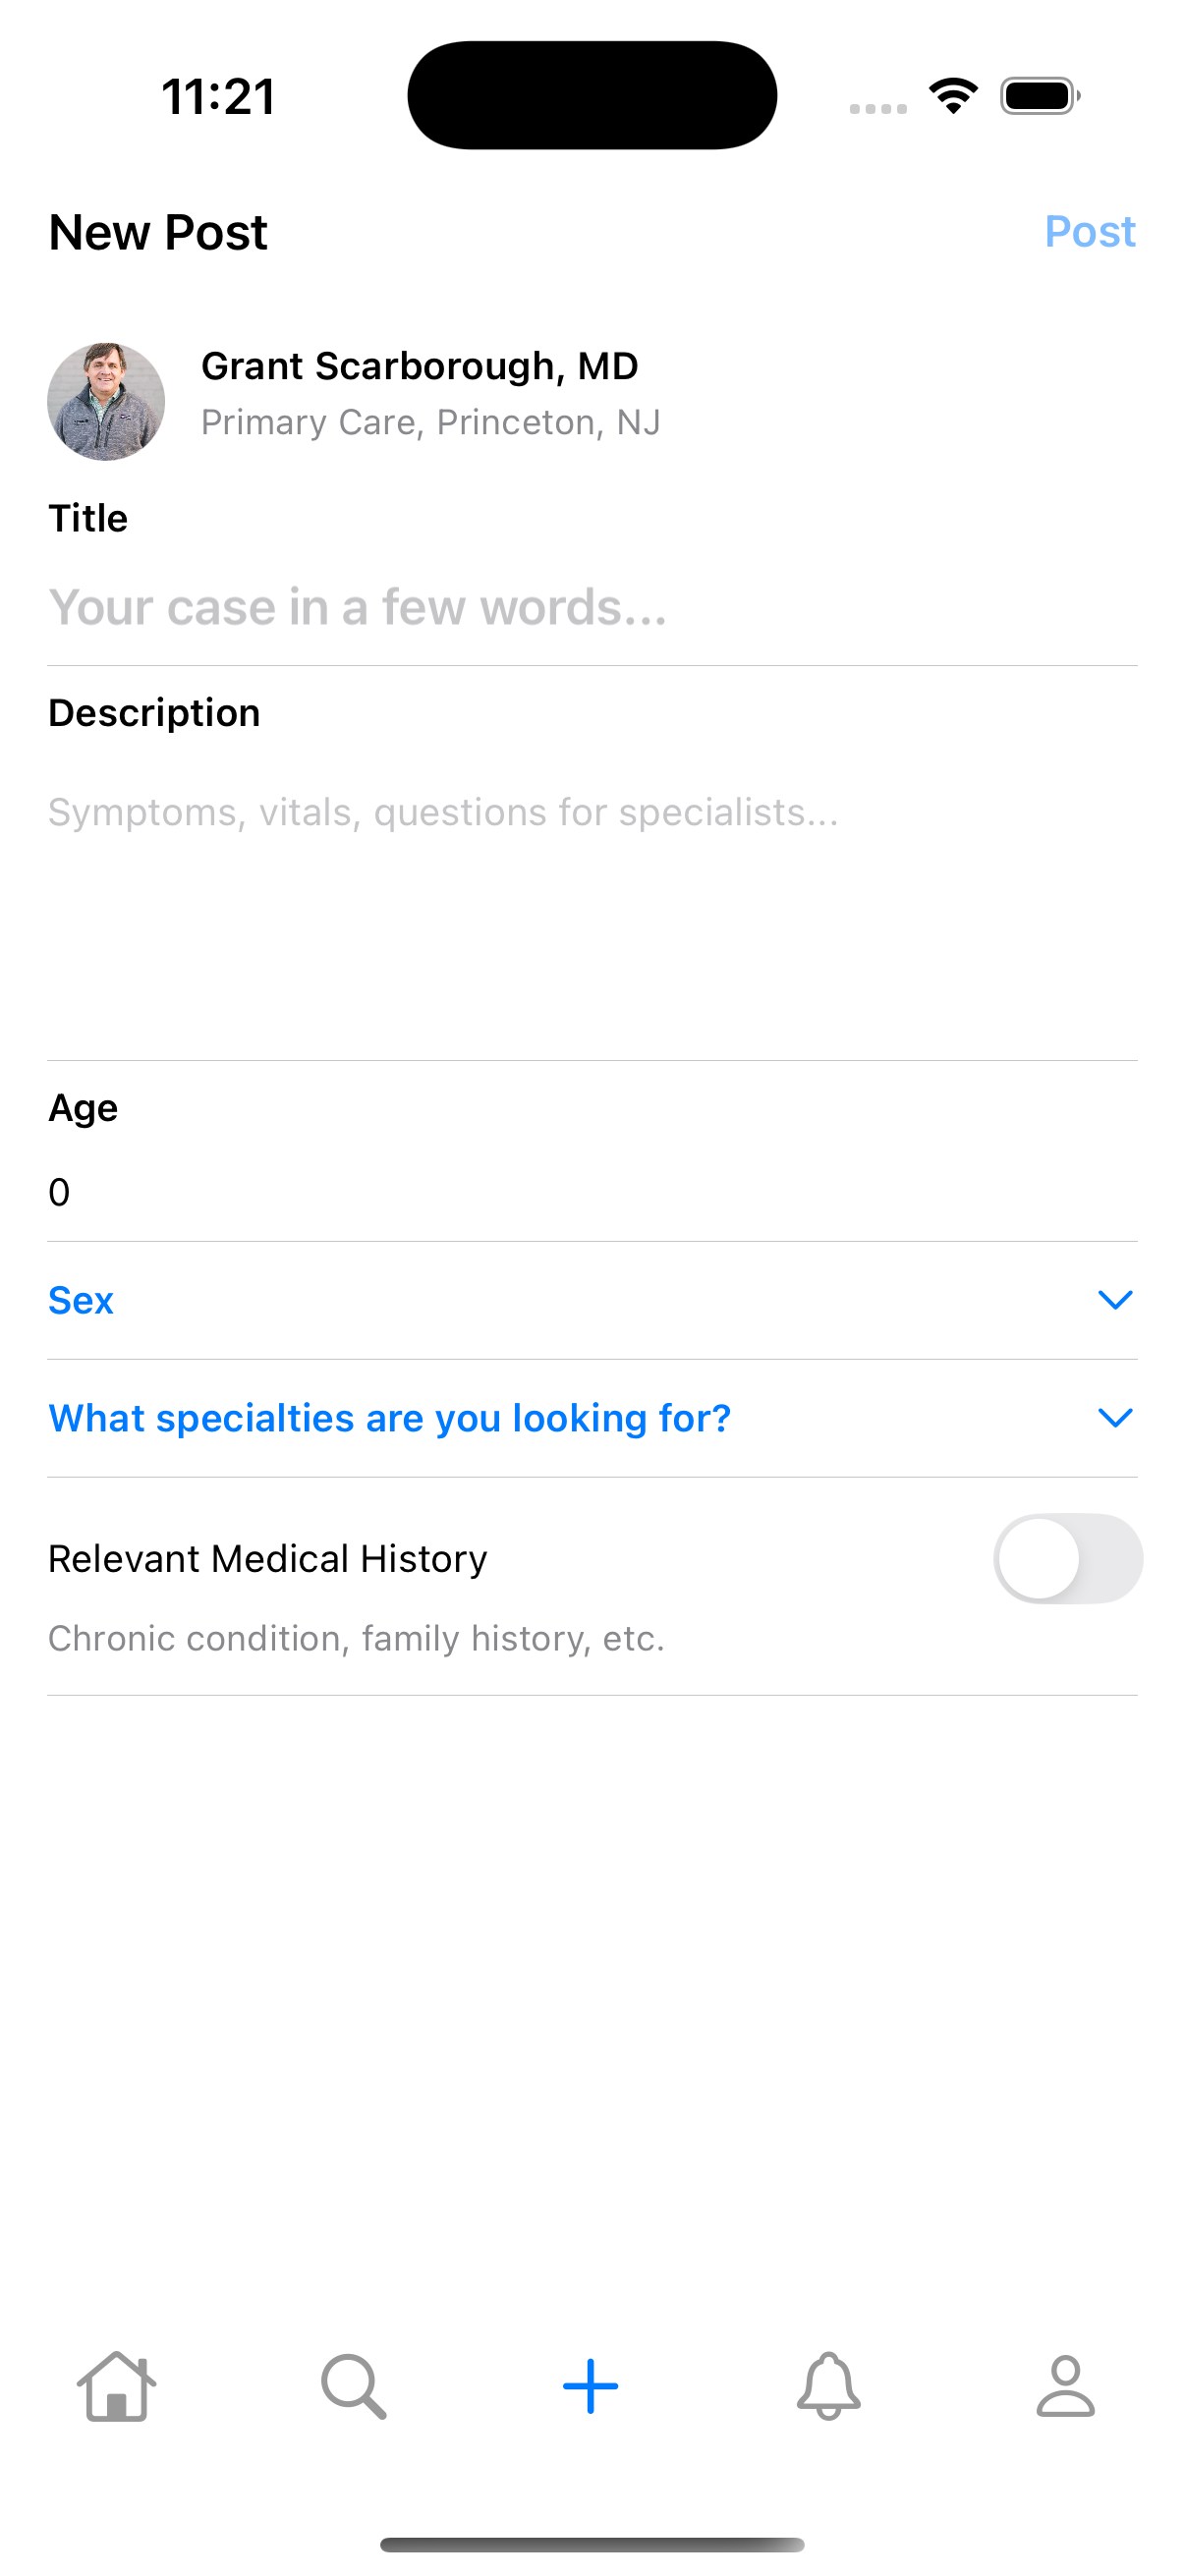 11:21
New Post
Post
Grant Scarborough, MD
Primary Care, Princeton, NJ
Title
Your case in a few words...
Description
Symptoms, vitals, questions for specialists...
Age
0
Sex
What specialties are you looking for?
Relevant Medical History
Chronic condition, family history, etc.